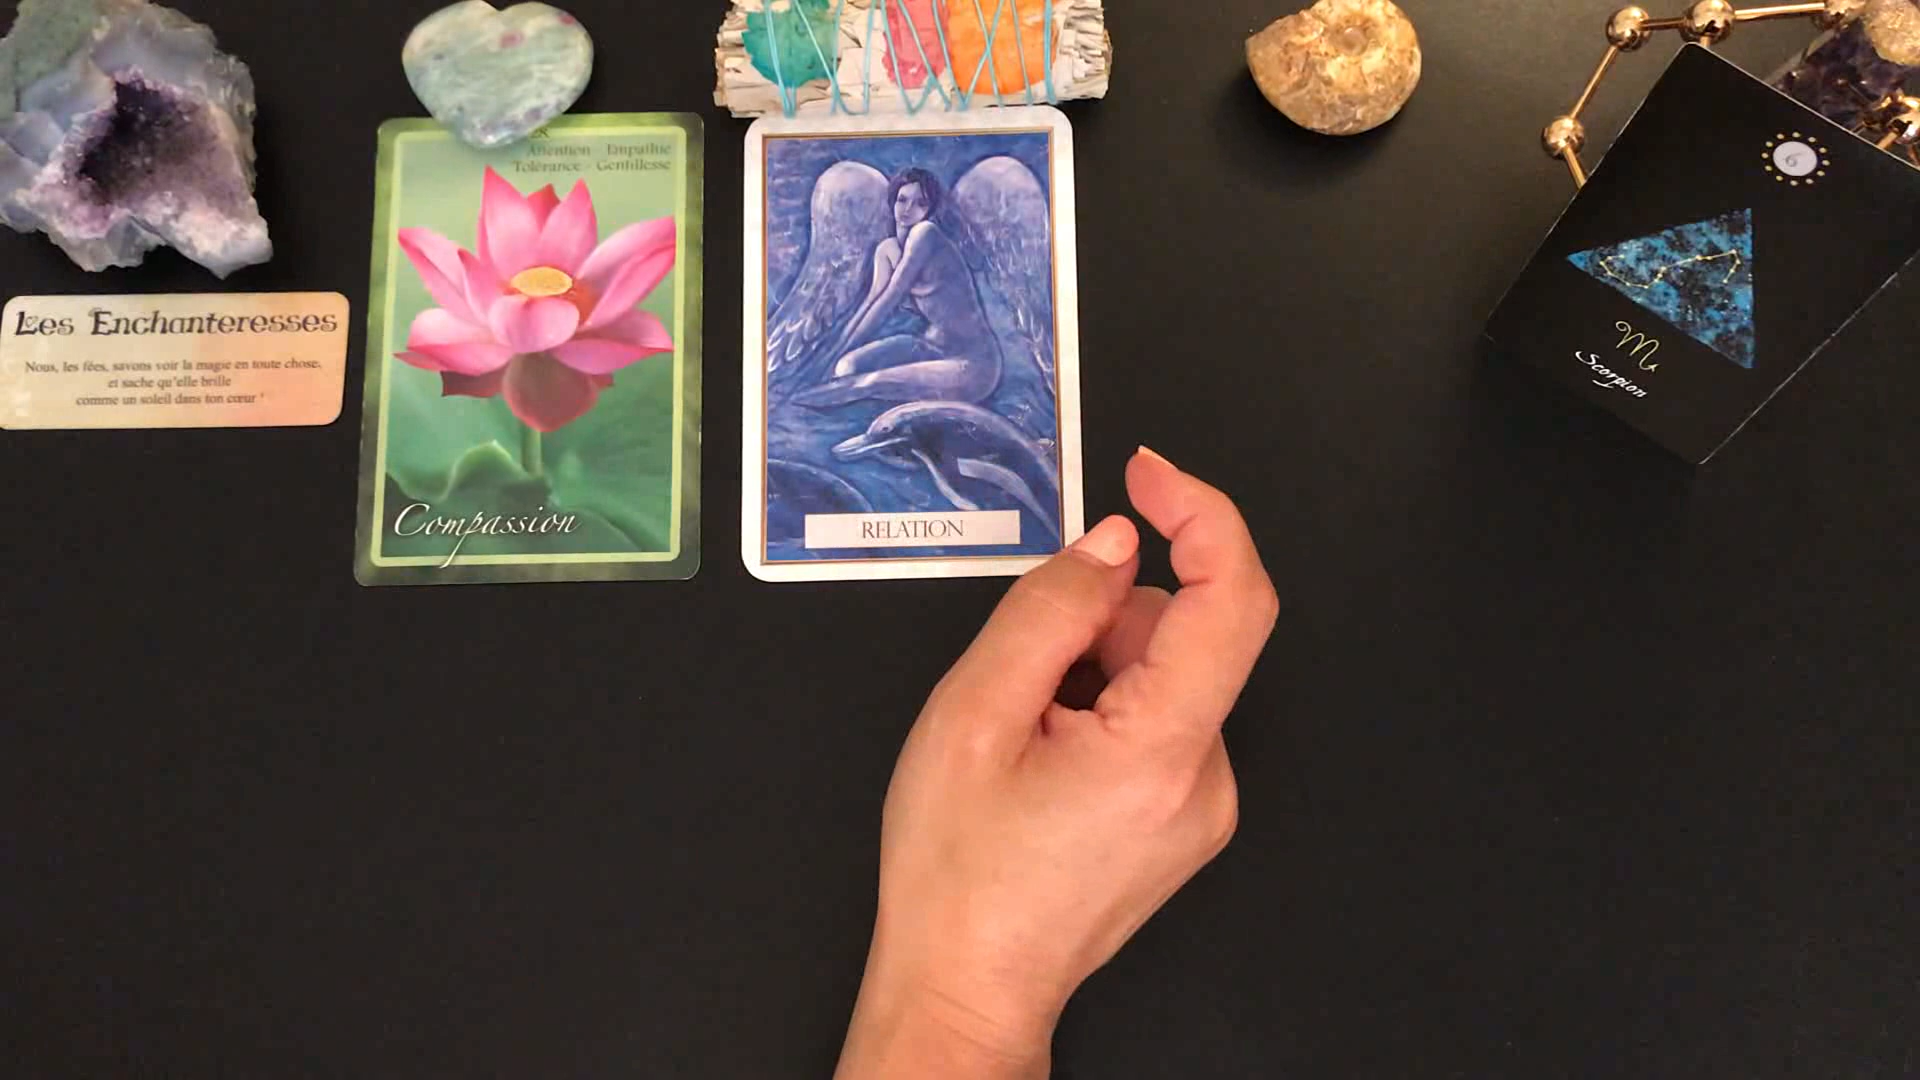 Les Enchanteresses
Nous, les fées, savons voir la magie en toute chose,
et sache qu'elle brille
comme un soleil dans ton cœur !
Attention - Empathie
Tolérance - Gentillesse
Compassion
RELATION
6
Scorpion